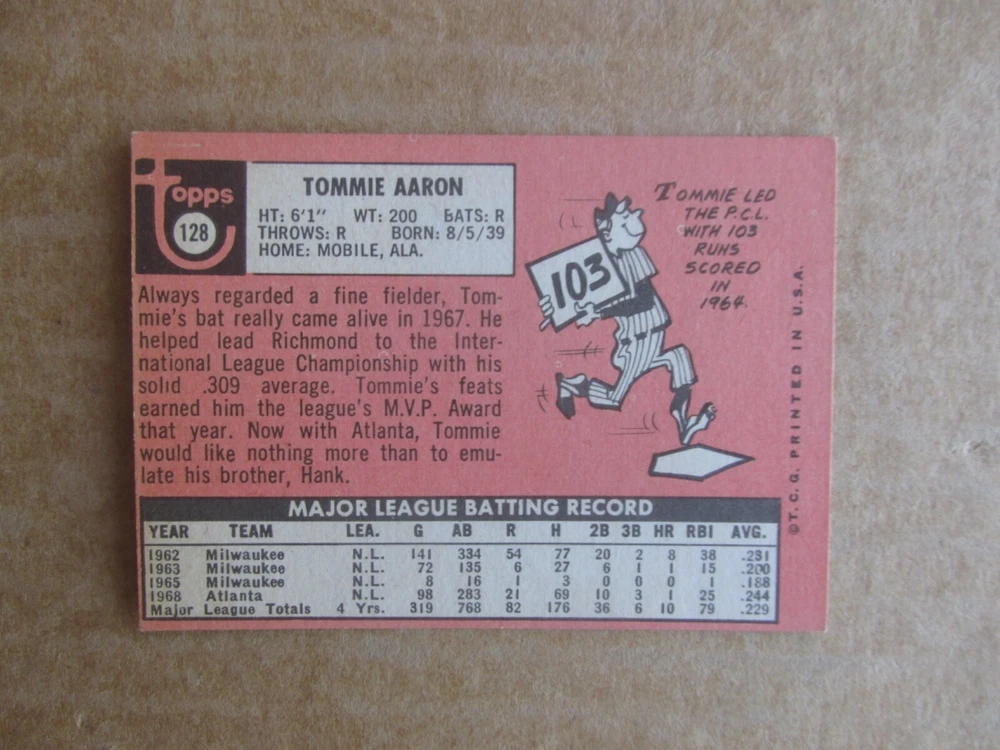 topps
128
TOMMIE AARON
HT: 6'1" WT: 200 BATS: R
THROWS: R BORN: 8/5/39
HOME: MOBILE, ALA.
Always regarded a fine fielder, Tom-
mie's bat really came alive in 1967. He
helped lead Richmond to the Inter-
national League Championship with his
solid .309 average. Tommie's feats
earned him the league's M.V.P. Award
that year. Now with Atlanta, Tommie
would like nothing more than to emu-
late his brother, Hank.
103
TOMMIE LED
THE P.C.L.
WITH 103
RUNS
SCORED
IN
1964.
©T.C.G. PRINTED IN U.S.A.
MAJOR LEAGUE BATTING RECORD
YEAR TEAM LEA. G AB R H 2B 3B HR RBI AVG.
1962 Milwaukee N.L. 141 334 54 77 20 2 8 38 .231
1963 Milwaukee N.L. 72 135 6 27 6 1 1 15 .200
1965 Milwaukee N.L. 8 16 1 3 0 0 0 1 .188
1968 Atlanta N.L. 98 283 21 69 10 3 1 25 .244
Major League Totals 4 Yrs. 319 768 82 176 36 6 10 79 .229